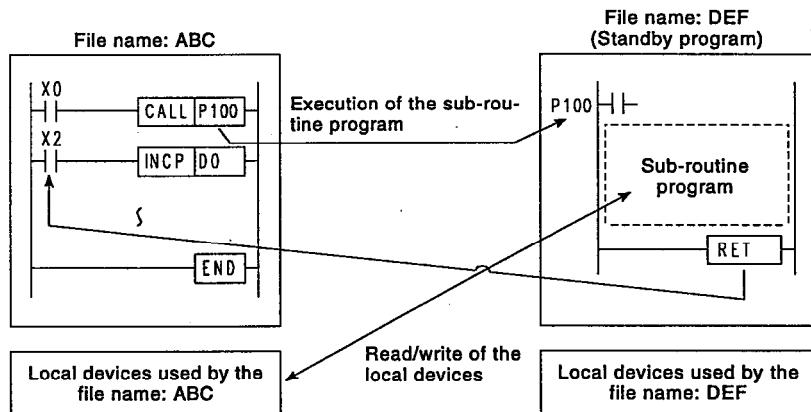 File name: ABC
X0
CALL P100
X2
INCP D0
END
Local devices used by the
file name: ABC
Execution of the sub-rou-
tine program
Read/write of the
local devices
File name: DEF
(Standby program)
P100
Sub-routine
program
RET
Local devices used by the
file name: DEF